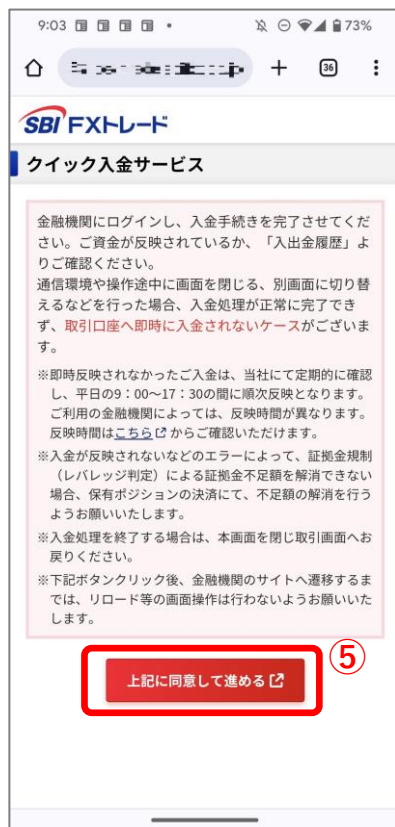 9:03
73%
36
SBI FXトレード
クイック入金サービス
金融機関にログインし、入金手続きを完了させてくだ
さい。ご資金が反映されているか、「入出金履歴」よ
りご確認ください。
通信環境や操作途中に画面を閉じる、別画面に切り替
えるなどを行った場合、入金処理が正常に完了でき
ず、取引口座へ即時に入金されないケースがございま
す。
※即時反映されなかったご入金は、当社にて定期的に確認
し、平日の9：00～17：30の間に順次反映となります。
ご利用の金融機関によっては、反映時間が異なります。
反映時間はこちらからご確認いただけます。
※入金が反映されないなどのエラーによって、証拠金規制
（レバレッジ判定）による証拠金不足額を解消できない
場合、保有ポジションの決済にて、不足額の解消を行う
ようお願いいたします。
※入金処理を終了する場合は、本画面を閉じ取引画面へお
戻りください。
※下記ボタンクリック後、金融機関のサイトへ遷移するま
では、リロード等の画面操作は行わないようお願いいた
します。
⑤
上記に同意して進める